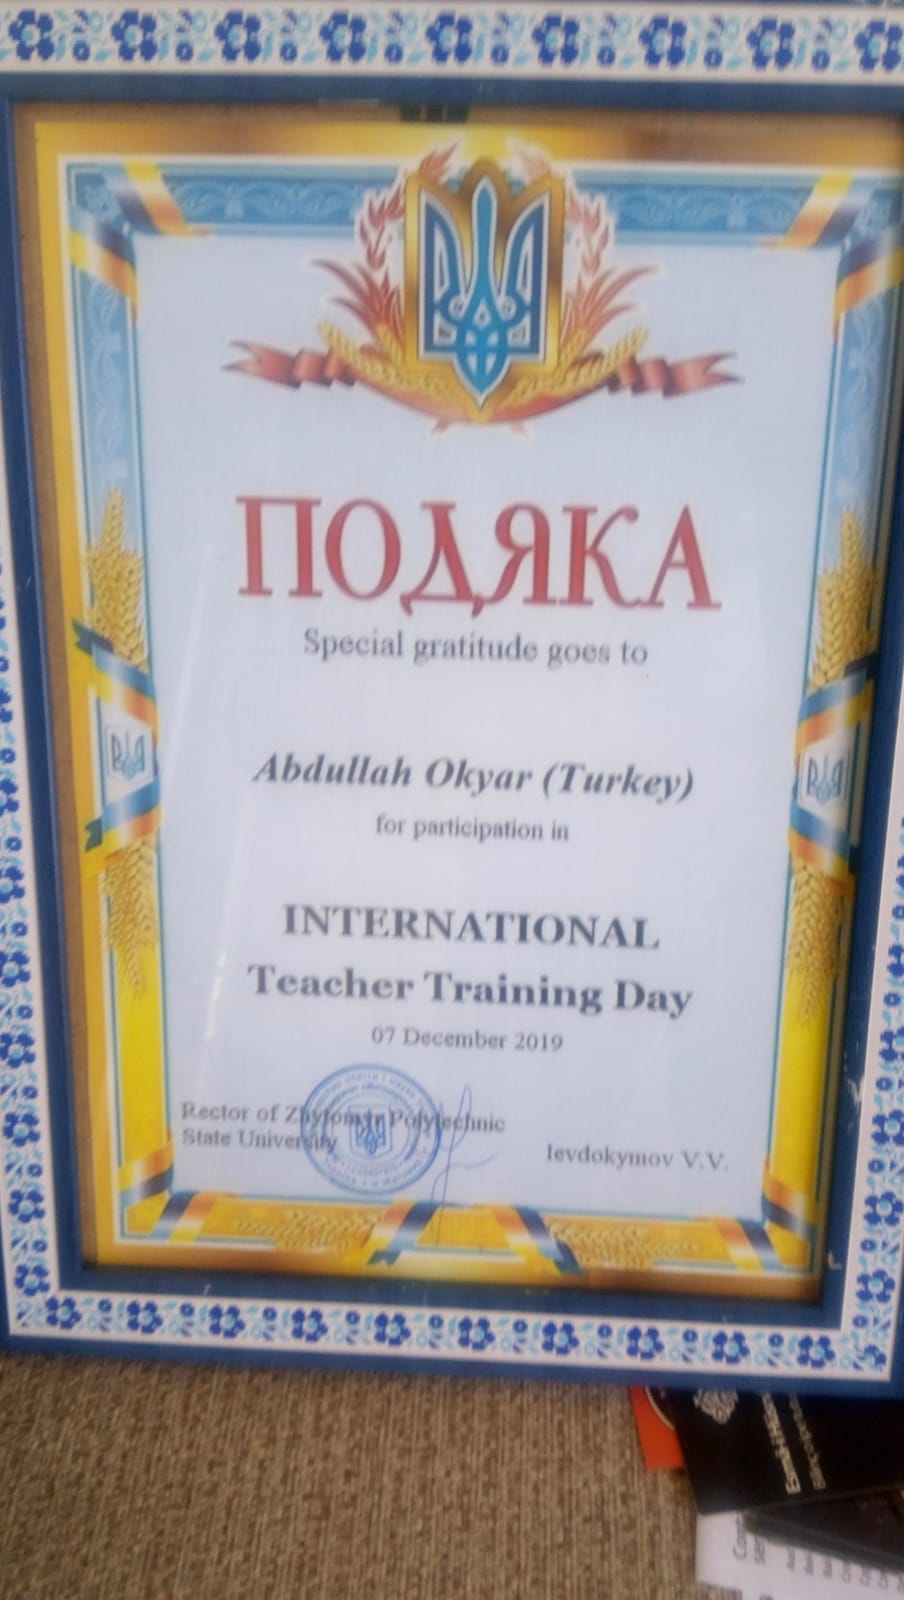 ПОДЯКА
Special gratitude goes to
Abdullah Okyar (Turkey)
for participation in
INTERNATIONAL
Teacher Training Day
07 December 2019
Rector of Zhytomyr Polytechnic
State University
Ievdokymov V.V.